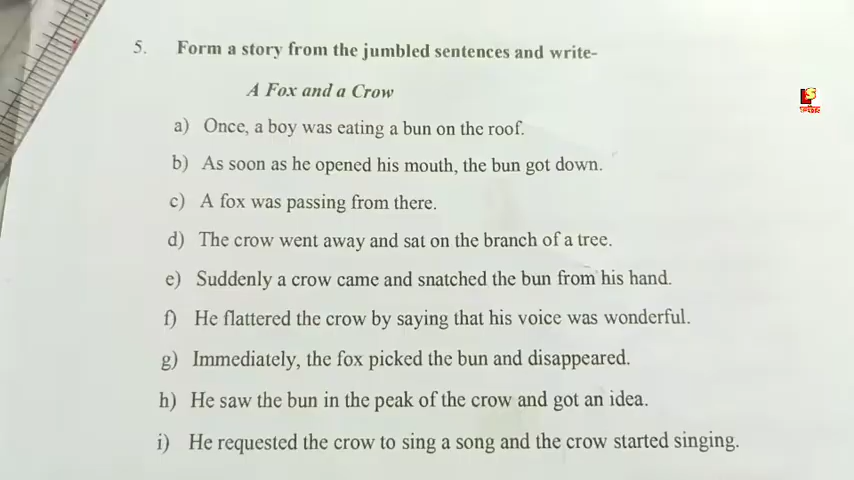 5. Form a story from the jumbled sentences and write-
A Fox and a Crow
a) Once, a boy was eating a bun on the roof.
b) As soon as he opened his mouth, the bun got down.
c) A fox was passing from there.
d) The crow went away and sat on the branch of a tree.
e) Suddenly a crow came and snatched the bun from his hand.
f) He flattered the crow by saying that his voice was wonderful.
g) Immediately, the fox picked the bun and disappeared.
h) He saw the bun in the peak of the crow and got an idea.
i) He requested the crow to sing a song and the crow started singing.